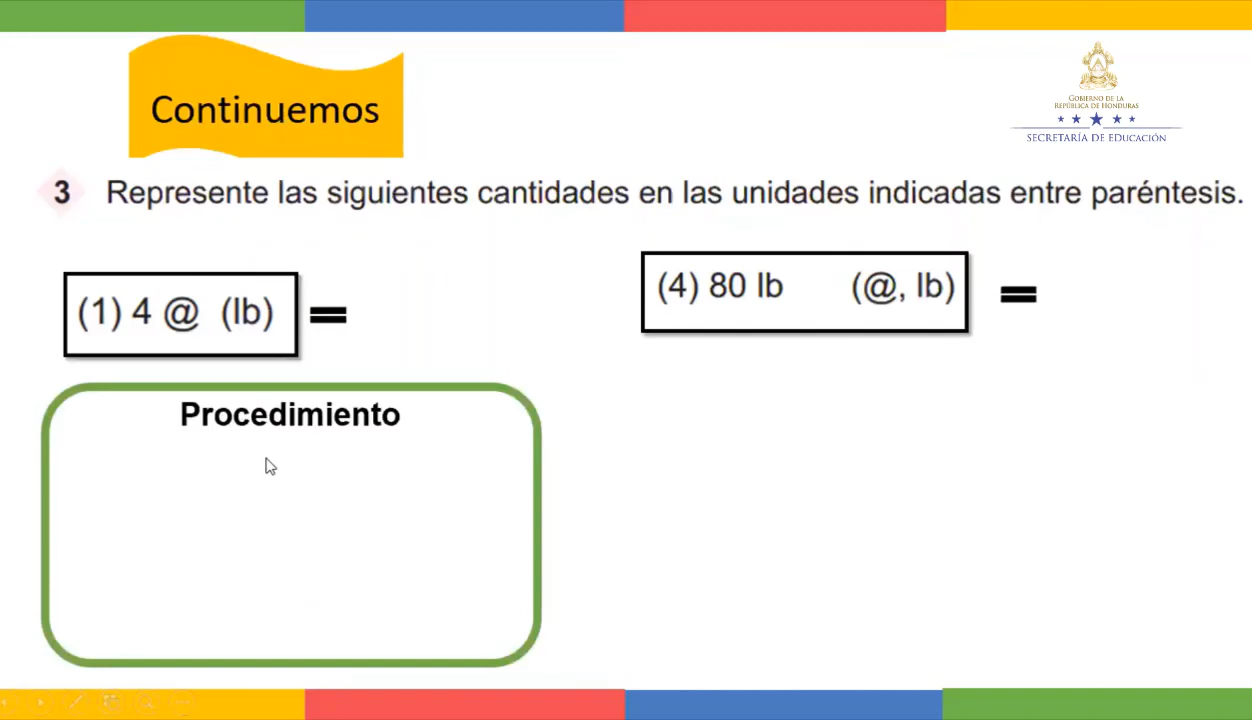 Continuemos
GOBIERNO DE LA
REPÚBLICA DE HONDURAS
SECRETARÍA DE EDUCACIÓN
3 Represente las siguientes cantidades en las unidades indicadas entre paréntesis.
(1) 4 @ (lb) =
(4) 80 lb (@, lb) =
Procedimiento